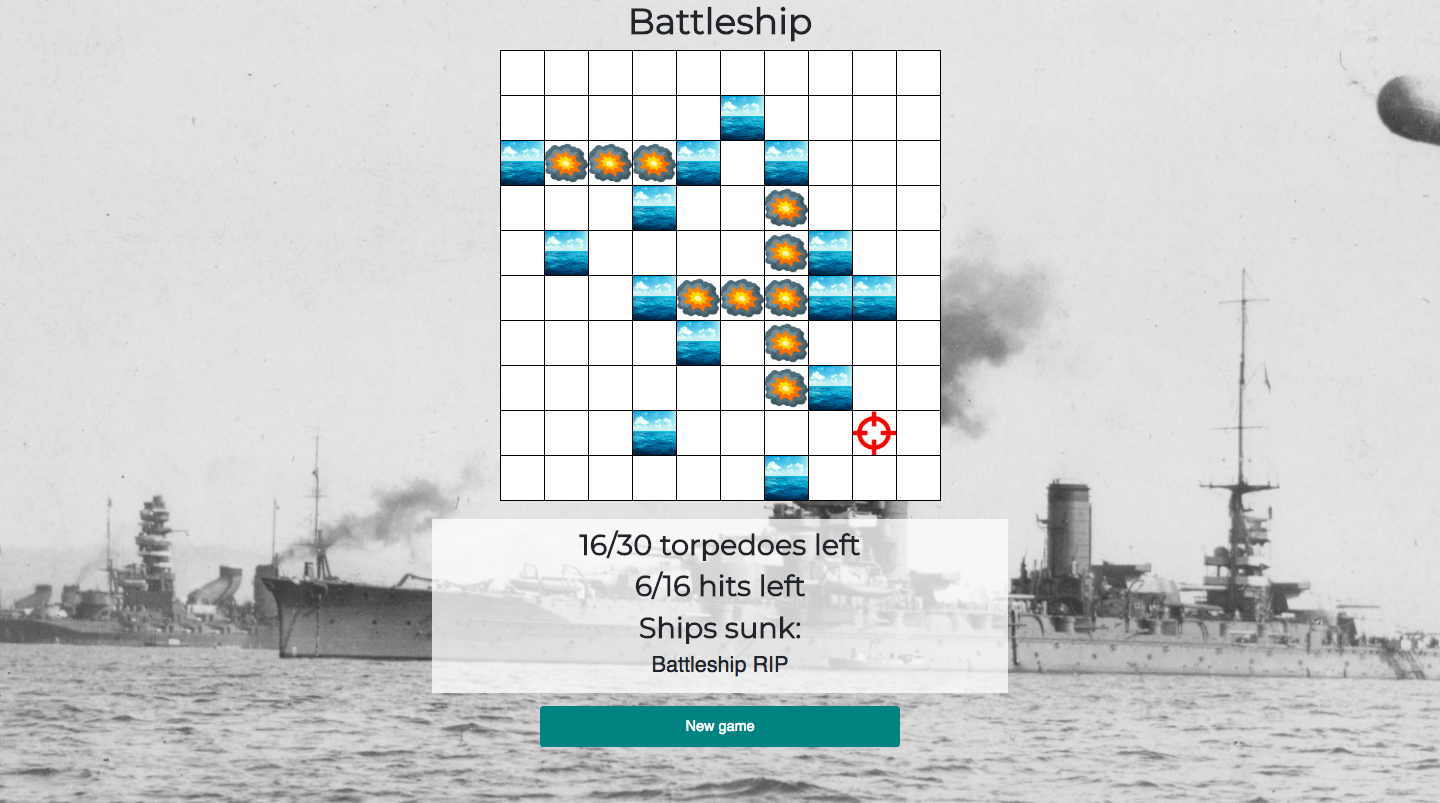 Battleship
16/30 torpedoes left
6/16 hits left
Ships sunk:
Battleship RIP
New game